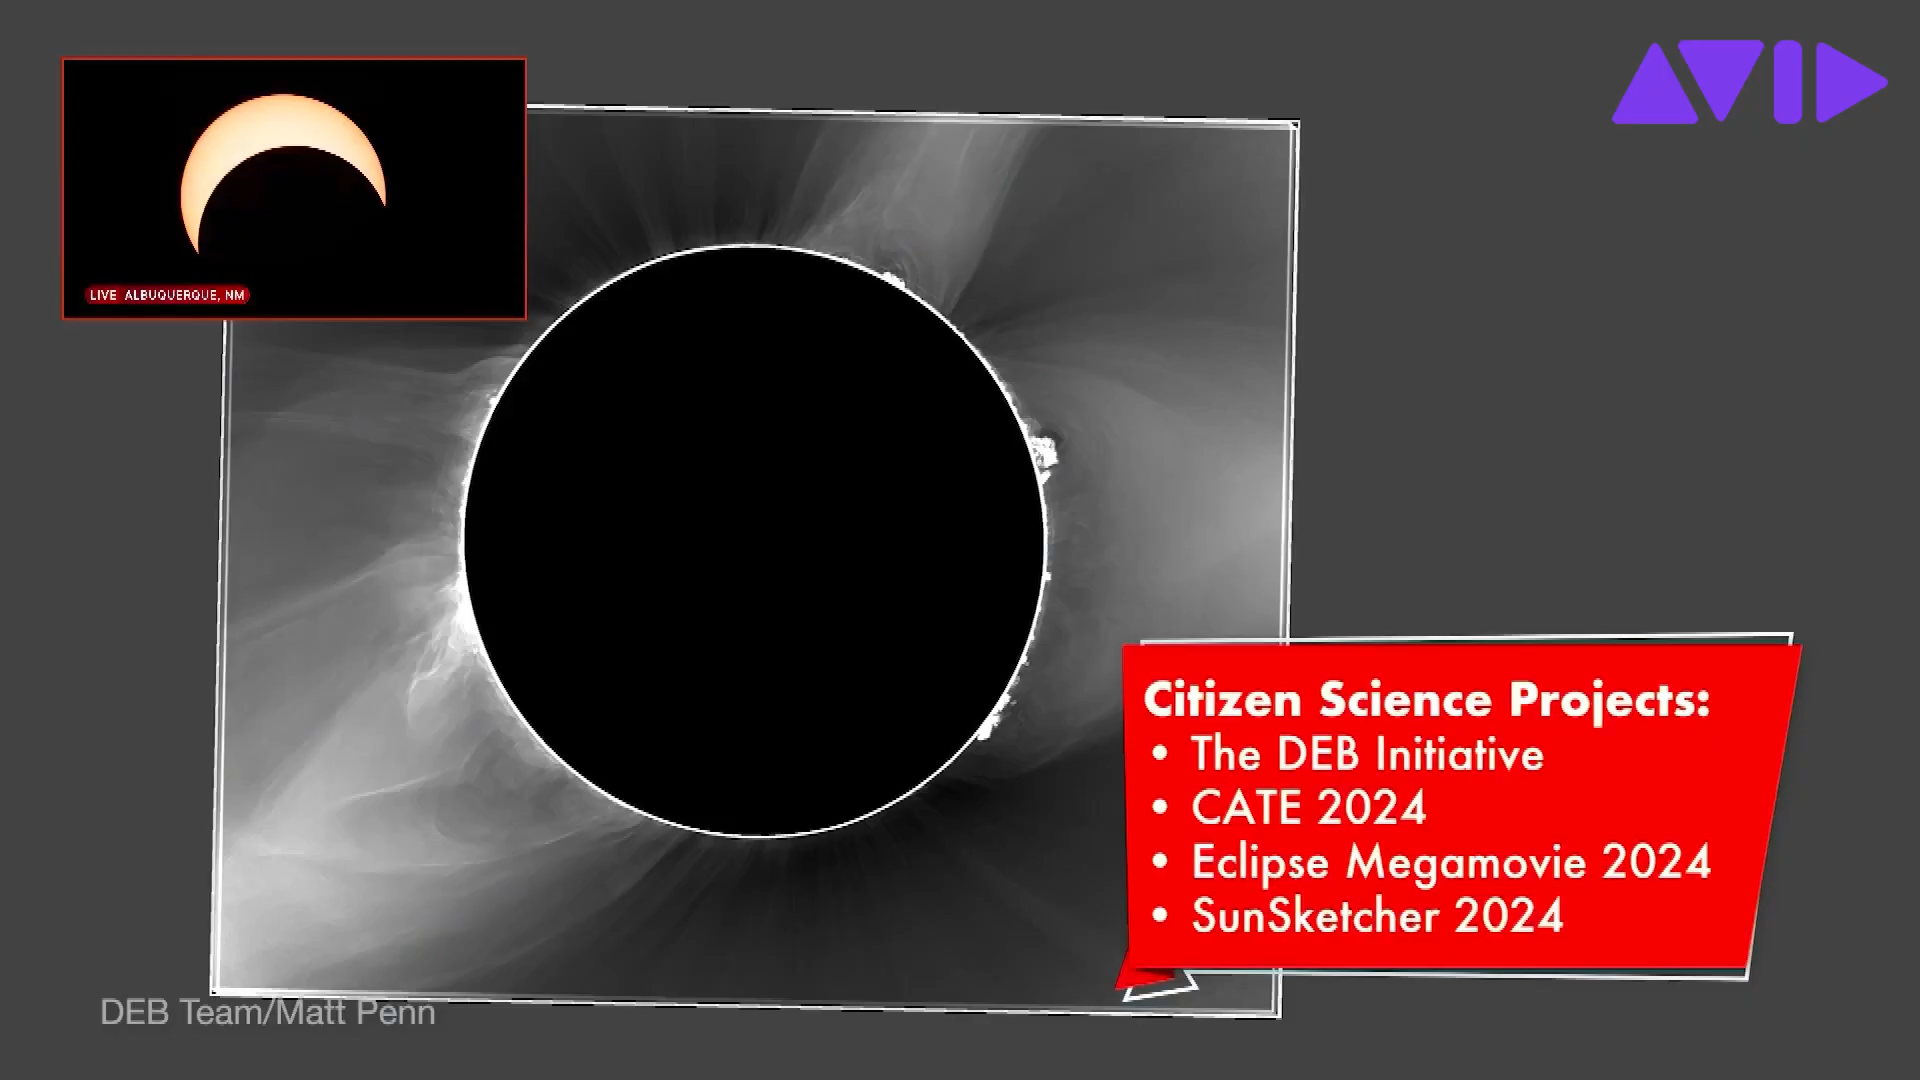 AVID
LIVE ALBUQUERQUE, NM
Citizen Science Projects:
• The DEB Initiative
• CATE 2024
• Eclipse Megamovie 2024
• SunSketcher 2024
DEB Team/Matt Penn